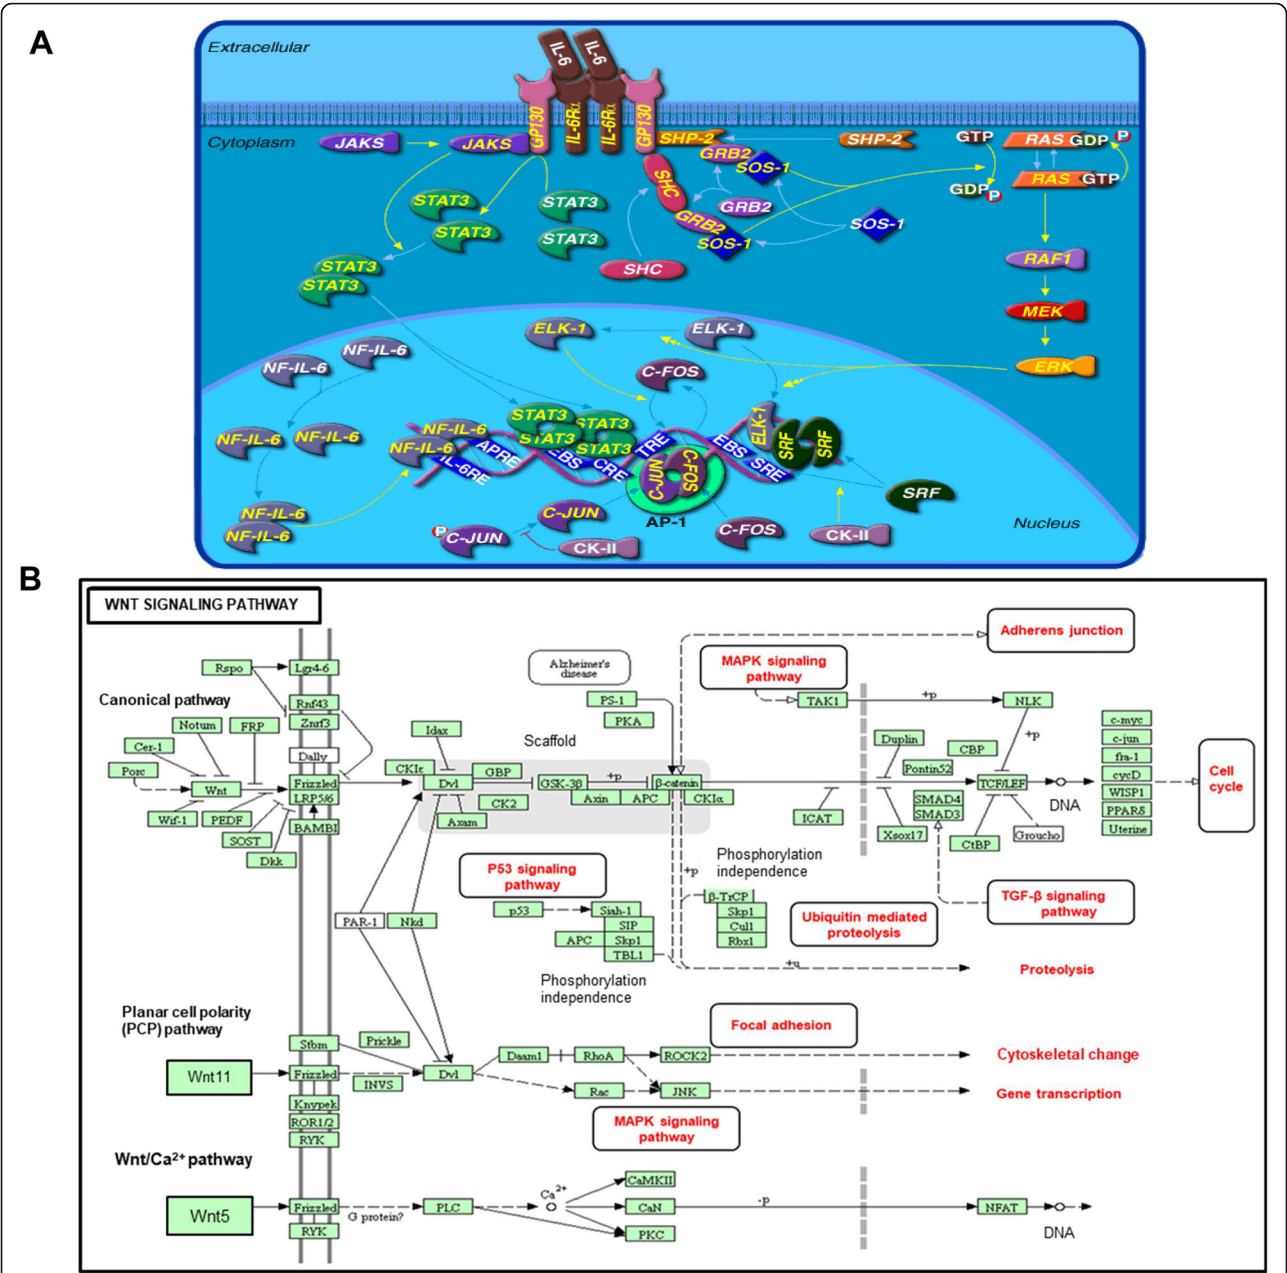 A
Extracellular
IL-6
IL-6
GP130
IL-6Rα
IL-6Rα
GP130
Cytoplasm
JAKS
JAKS
SHP-2
SHP-2
GRB2
SOS-1
GTP
RAS
GDP
P
GDP
P
RAS
GTP
STAT3
STAT3
STAT3
STAT3
SHC
GRB2
GRB2
SOS-1
SOS-1
SHC
STAT3
STAT3
RAF1
MEK
ERK
ELK-1
ELK-1
NF-IL-6
NF-IL-6
C-FOS
NF-IL-6
NF-IL-6
NF-IL-6
NF-IL-6
STAT3
STAT3
STAT3
STAT3
IL-6RE
APRE
EBS
CRE
TRE
EBS
SRE
ELK-1
SRF
SRF
C-JUN
C-FOS
AP-1
SRF
NF-IL-6
NF-IL-6
C-JUN
P
C-JUN
CK-II
C-FOS
CK-II
Nucleus
B
WNT SIGNALING PATHWAY
Adherens junction
Rspo
Lgr4-6
Alzheimer's
disease
MAPK signaling
pathway
Canonical pathway
Rnf43
Znrf3
PS-1
PKA
TAK1
+p
NLK
Notum
FRP
Idax
Scaffold
Duplin
CBP
+p
c-myc
c-jun
fra-1
cycD
WISP1
PPARδ
Uterine
Cer-1
Porc
Dally
CKIε
GBP
Pontin52
Cell
cycle
Wnt
Frizzled
LRP5/6
Dvl
GSK-3β
+p
β-catenin
TCF/LEF
DNA
Axin
APC
CKIα
CK2
Axam
SMAD4
SMAD3
Wif-1
PEDF
SOST
Dkk
BAMBI
ICAT
Xsox17
CtBP
Groucho
P53 signaling
pathway
Phosphorylation
independence
+p
TGF-β signaling
pathway
PAR-1
Nkd
p53
Siah-1
SIP
APC
Skp1
TBL1
β-TrCP
Skp1
Cul1
Rbx1
Ubiquitin mediated
proteolysis
+u
Proteolysis
Phosphorylation
independence
Planar cell polarity
(PCP) pathway
Focal adhesion
Stbm
Prickle
Daam1
RhoA
ROCK2
Cytoskeletal change
Wnt11
Frizzled
INVS
Dvl
Rac
JNK
Gene transcription
Knypek
ROR1/2
RYK
MAPK signaling
pathway
Wnt/Ca2+ pathway
CaMKII
Wnt5
Frizzled
G protein?
PLC
Ca2+
CaN
-p
NFAT
DNA
RYK
PKC